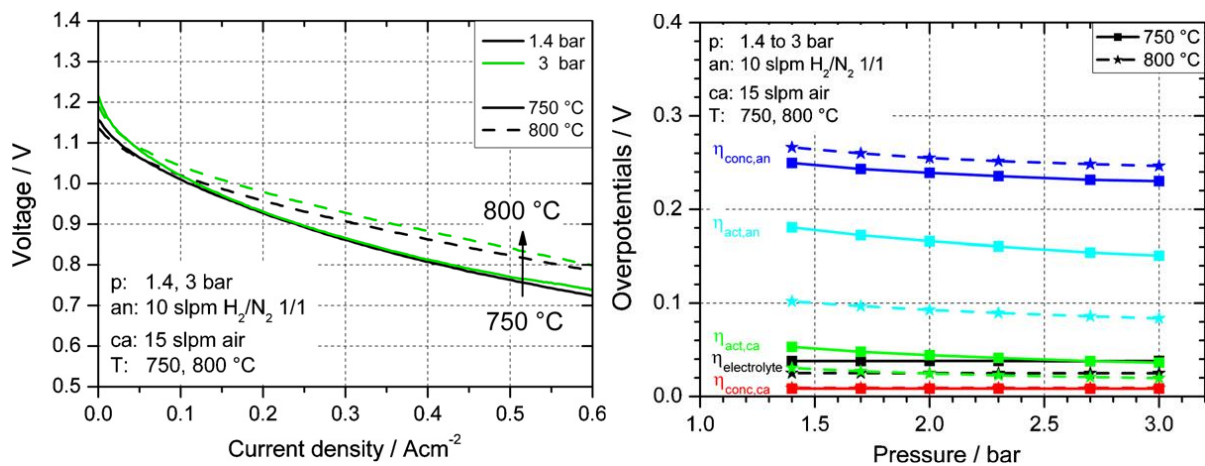 1.4
1.3
1.2
1.1
1.0
0.9
0.8
0.7
0.6
0.5
Voltage / V
1.4 bar
3 bar
750 °C
800 °C
800 °C
750 °C
p: 1.4, 3 bar
an: 10 slpm H₂/N₂ 1/1
ca: 15 slpm air
T: 750, 800 °C
0.0 0.1 0.2 0.3 0.4 0.5 0.6
Current density / Acm⁻²
0.4
0.3
0.2
0.1
0.0
Overpotentials / V
p: 1.4 to 3 bar
an: 10 slpm H₂/N₂ 1/1
ca: 15 slpm air
T: 750, 800 °C
750 °C
800 °C
η_conc,an
η_act,an
η_act,ca
η_electrolyte
η_conc,ca
1.0 1.5 2.0 2.5 3.0
Pressure / bar